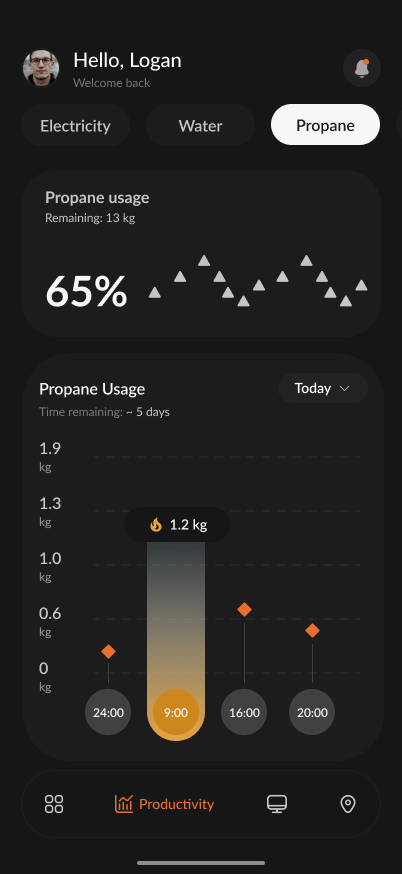 Hello, Logan
Welcome back
Electricity
Water
Propane
Propane usage
Remaining: 13 kg
65%
Propane Usage
Today
Time remaining: ~ 5 days
1.9
kg
1.3
kg
1.2 kg
1.0
kg
0.6
kg
0
kg
24:00
9:00
16:00
20:00
Productivity